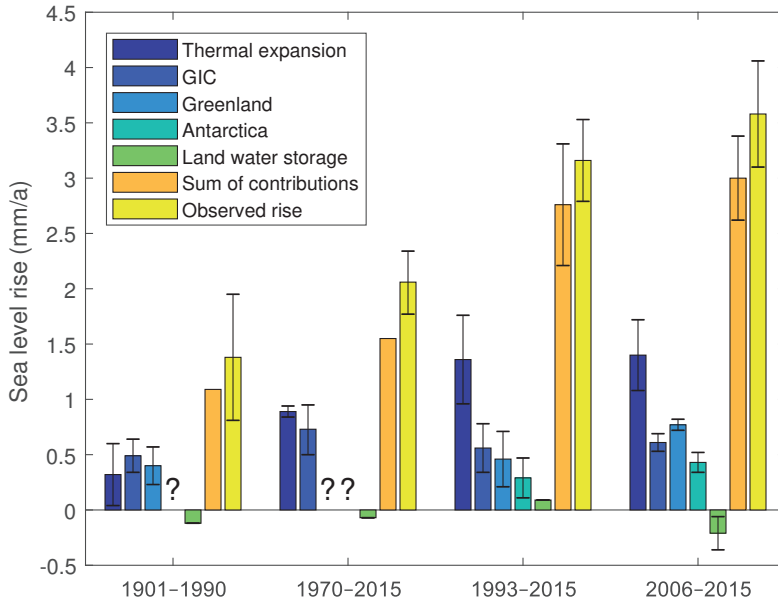 4.5
4
3.5
3
2.5
2
1.5
1
0.5
0
-0.5
Sea level rise (mm/a)
Thermal expansion
GIC
Greenland
Antarctica
Land water storage
Sum of contributions
Observed rise
?
? ?
1901–1990
1970–2015
1993–2015
2006–2015